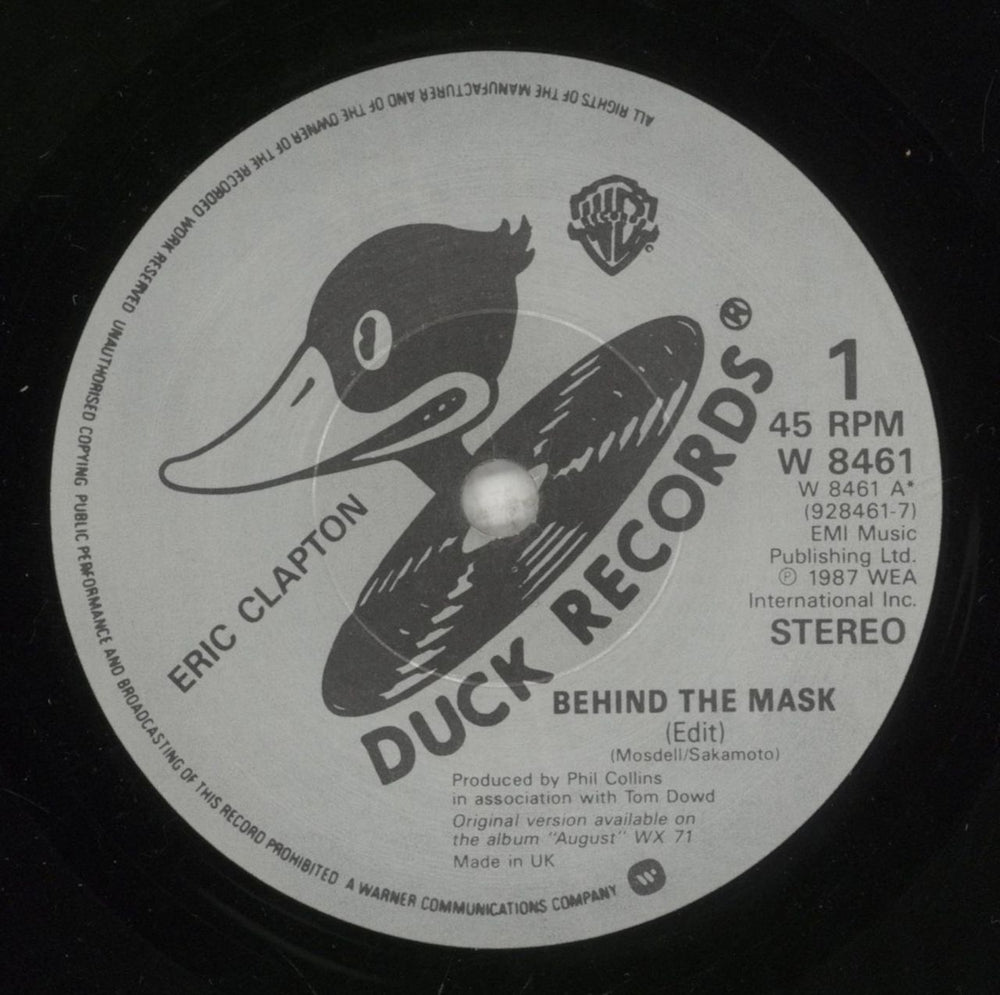 ALL RIGHTS OF THE MANUFACTURER AND OF THE OWNER OF THE RECORDED WORK RESERVED UNAUTHORISED COPYING PUBLIC PERFORMANCE AND BROADCASTING OF THIS RECORD PROHIBITED A WARNER COMMUNICATIONS COMPANY
ERIC CLAPTON
DUCK RECORDS®
1
45 RPM
W 8461
W 8461 A*
(928461-7)
EMI Music
Publishing Ltd.
℗ 1987 WEA
International Inc.
STEREO
BEHIND THE MASK
(Edit)
(Mosdell/Sakamoto)
Produced by Phil Collins
in association with Tom Dowd
Original version available on
the album "August" WX 71
Made in UK